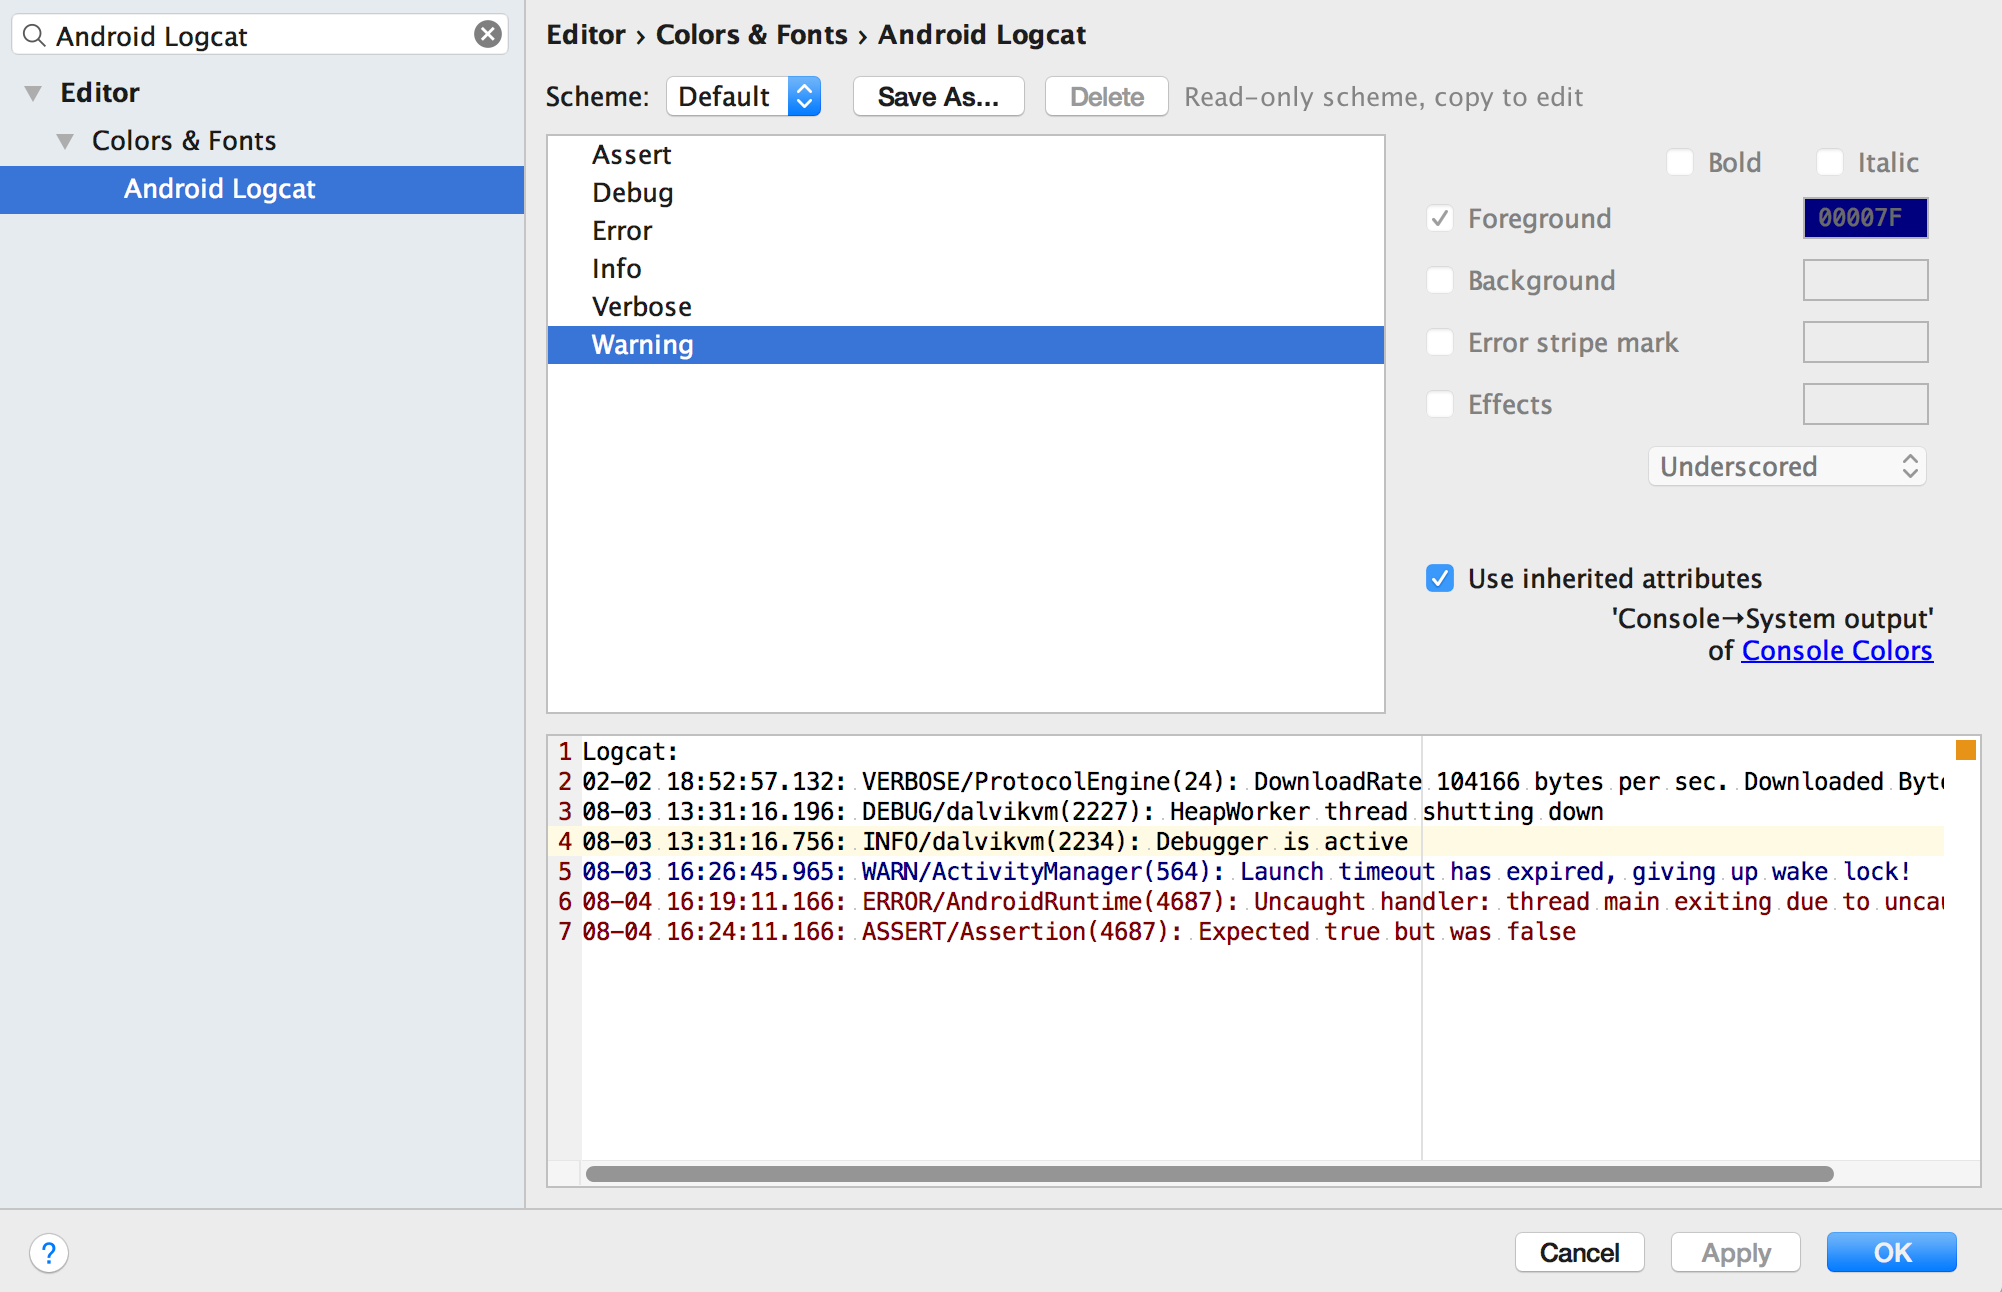 Android Logcat
Editor
Colors & Fonts
Android Logcat
Editor › Colors & Fonts › Android Logcat
Scheme: Default Save As... Delete Read-only scheme, copy to edit
Assert
Debug
Error
Info
Verbose
Warning
Bold Italic
Foreground 00007F
Background
Error stripe mark
Effects
Underscored
Use inherited attributes
'Console→System output'
of Console Colors
1 Logcat:
2 02-02 18:52:57.132: VERBOSE/ProtocolEngine(24): DownloadRate 104166 bytes per sec. Downloaded Byte
3 08-03 13:31:16.196: DEBUG/dalvikvm(2227): HeapWorker thread shutting down
4 08-03 13:31:16.756: INFO/dalvikvm(2234): Debugger is active
5 08-03 16:26:45.965: WARN/ActivityManager(564): Launch timeout has expired, giving up wake lock!
6 08-04 16:19:11.166: ERROR/AndroidRuntime(4687): Uncaught handler: thread main exiting due to uncau
7 08-04 16:24:11.166: ASSERT/Assertion(4687): Expected true but was false
? Cancel Apply OK